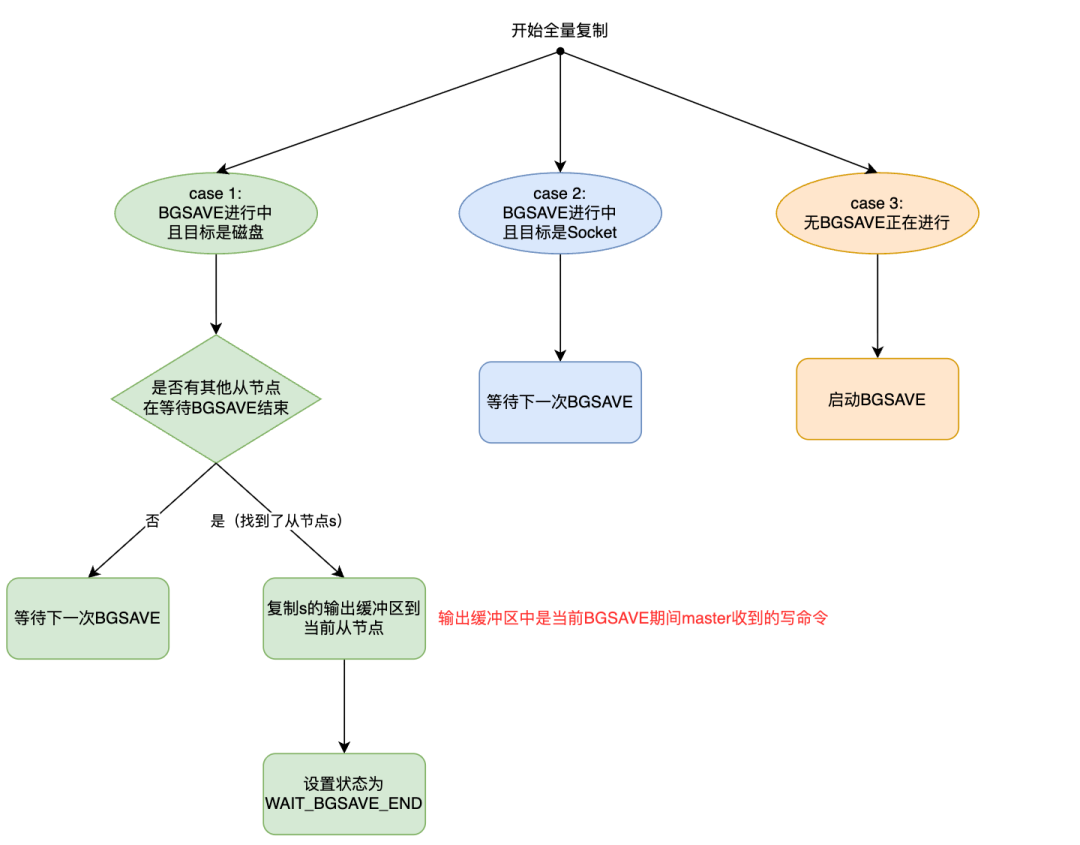 开始全量复制
case 1:
BGSAVE进行中
且目标是磁盘
case 2:
BGSAVE进行中
且目标是Socket
case 3:
无BGSAVE正在进行
是否有其他从节点
在等待BGSAVE结束
等待下一次BGSAVE
启动BGSAVE
否
是（找到了从节点s）
等待下一次BGSAVE
复制s的输出缓冲区到
当前从节点
输出缓冲区中是当前BGSAVE期间master收到的写命令
设置状态为
WAIT_BGSAVE_END